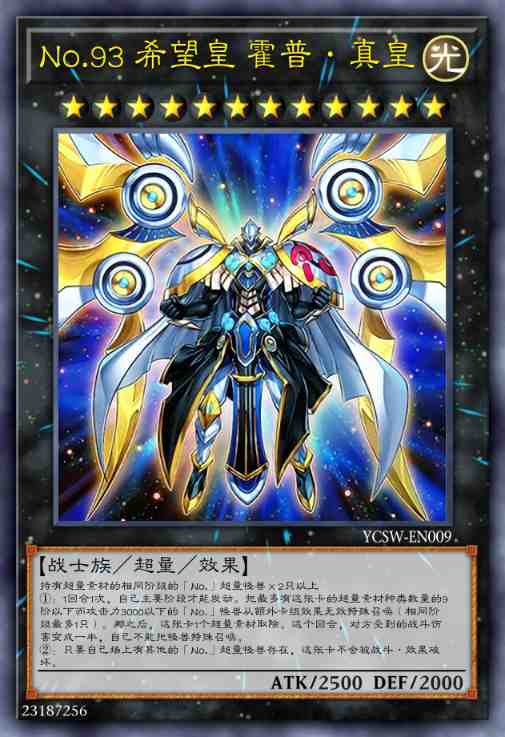 No.93 希望皇 霍普·真皇
光
YCSW-EN009
【战士族／超量／效果】
持有超量素材的相同阶级的「No.」超量怪兽×2只以上
①：1回合1次，自己主要阶段才能发动。把最多有这张卡的超量素材种类数量的9
阶以下而攻击力3000以下的「No.」怪兽从额外卡组效果无效特殊召唤（相同阶
级最多1只）。那之后，这张卡1个超量素材取除。这个回合，对方受到的战斗伤
害变成一半，自己不能把怪兽特殊召唤。
②：只要自己场上有其他的「No.」超量怪兽存在，这张卡不会被战斗·效果破
坏。
ATK/2500 DEF/2000
23187256